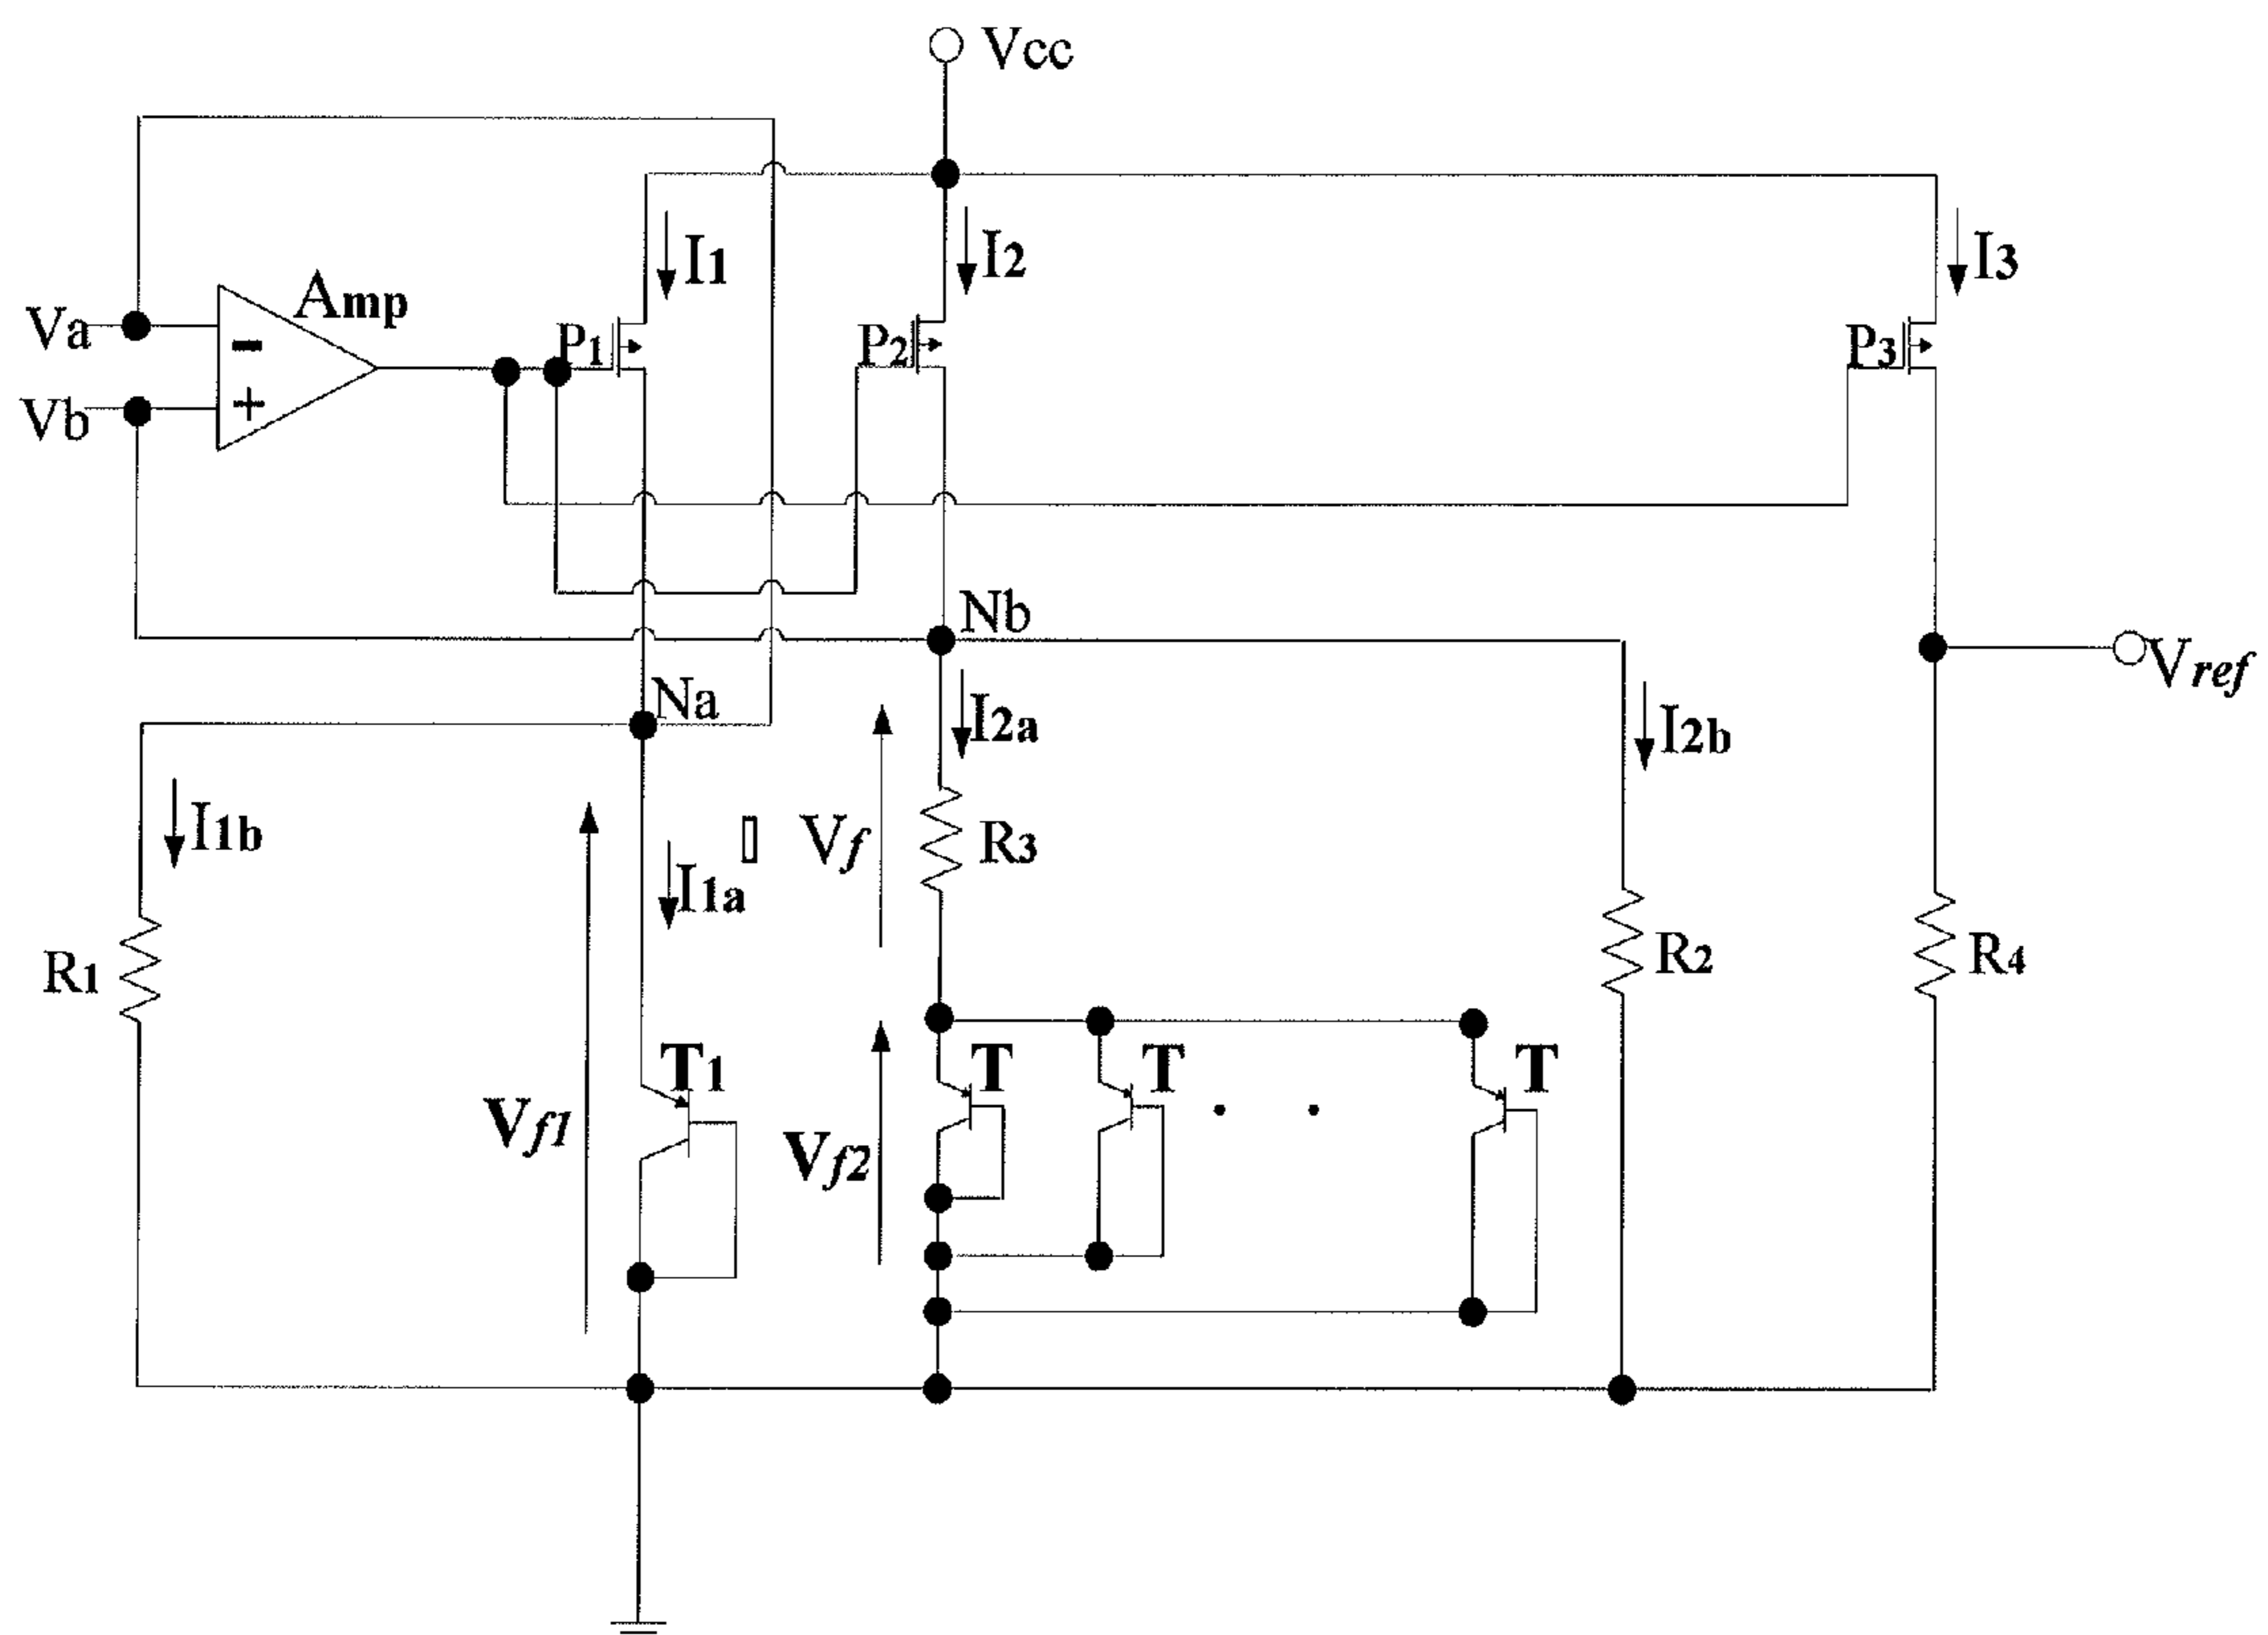 Vcc
I1
I2
I3
Amp
Va
-
P1
P2
P3
Vb
+
Nb
Vref
Na
I2a
I2b
I1b
Vf
R3
I1a
R1
R2
R4
T1
T
T
T
Vf1
Vf2
. .